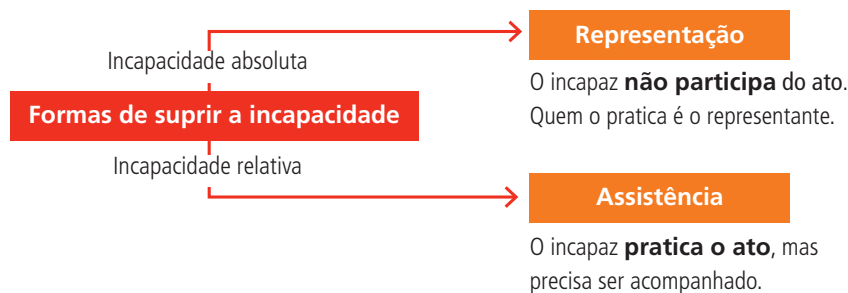 Incapacidade absoluta
Representação
O incapaz não participa do ato.
Quem o pratica é o representante.
Formas de suprir a incapacidade
Incapacidade relativa
Assistência
O incapaz pratica o ato, mas
precisa ser acompanhado.